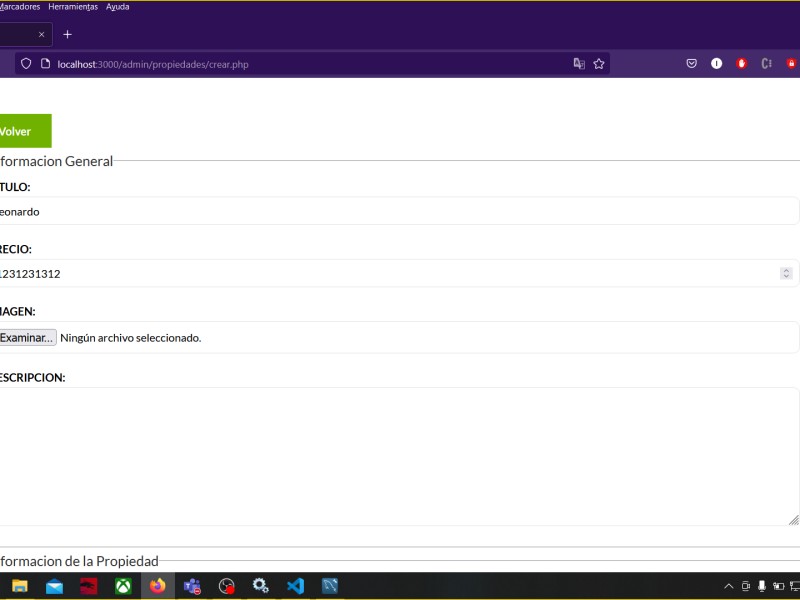 Marcadores Herramientas Ayuda
localhost:3000/admin/propiedades/crear.php
Volver
formacion General
TULO:
eonardo
RECIO:
1231231312
MAGEN:
Examinar... Ningún archivo seleccionado.
ESCRIPCION:
formacion de la Propiedad